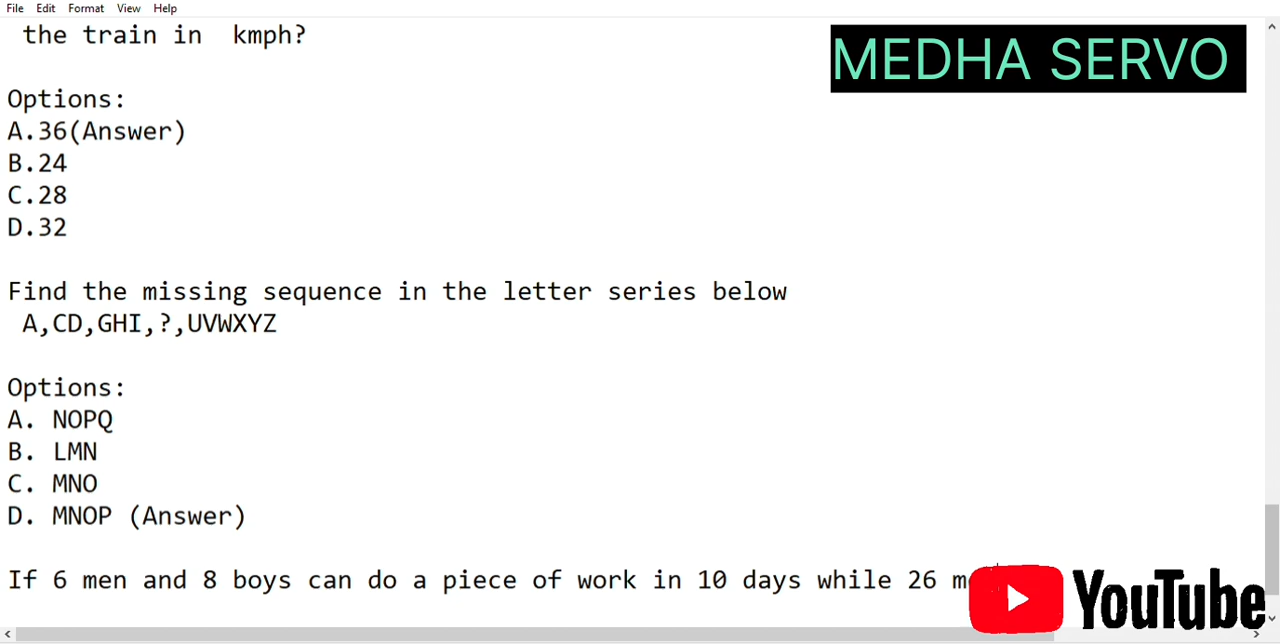 File Edit Format View Help
the train in kmph?
MEDHA SERVO
Options:
A.36(Answer)
B.24
C.28
D.32
Find the missing sequence in the letter series below
A,CD,GHI,?,UVWXYZ
Options:
A. NOPQ
B. LMN
C. MNO
D. MNOP (Answer)
If 6 men and 8 boys can do a piece of work in 10 days while 26
YouTube